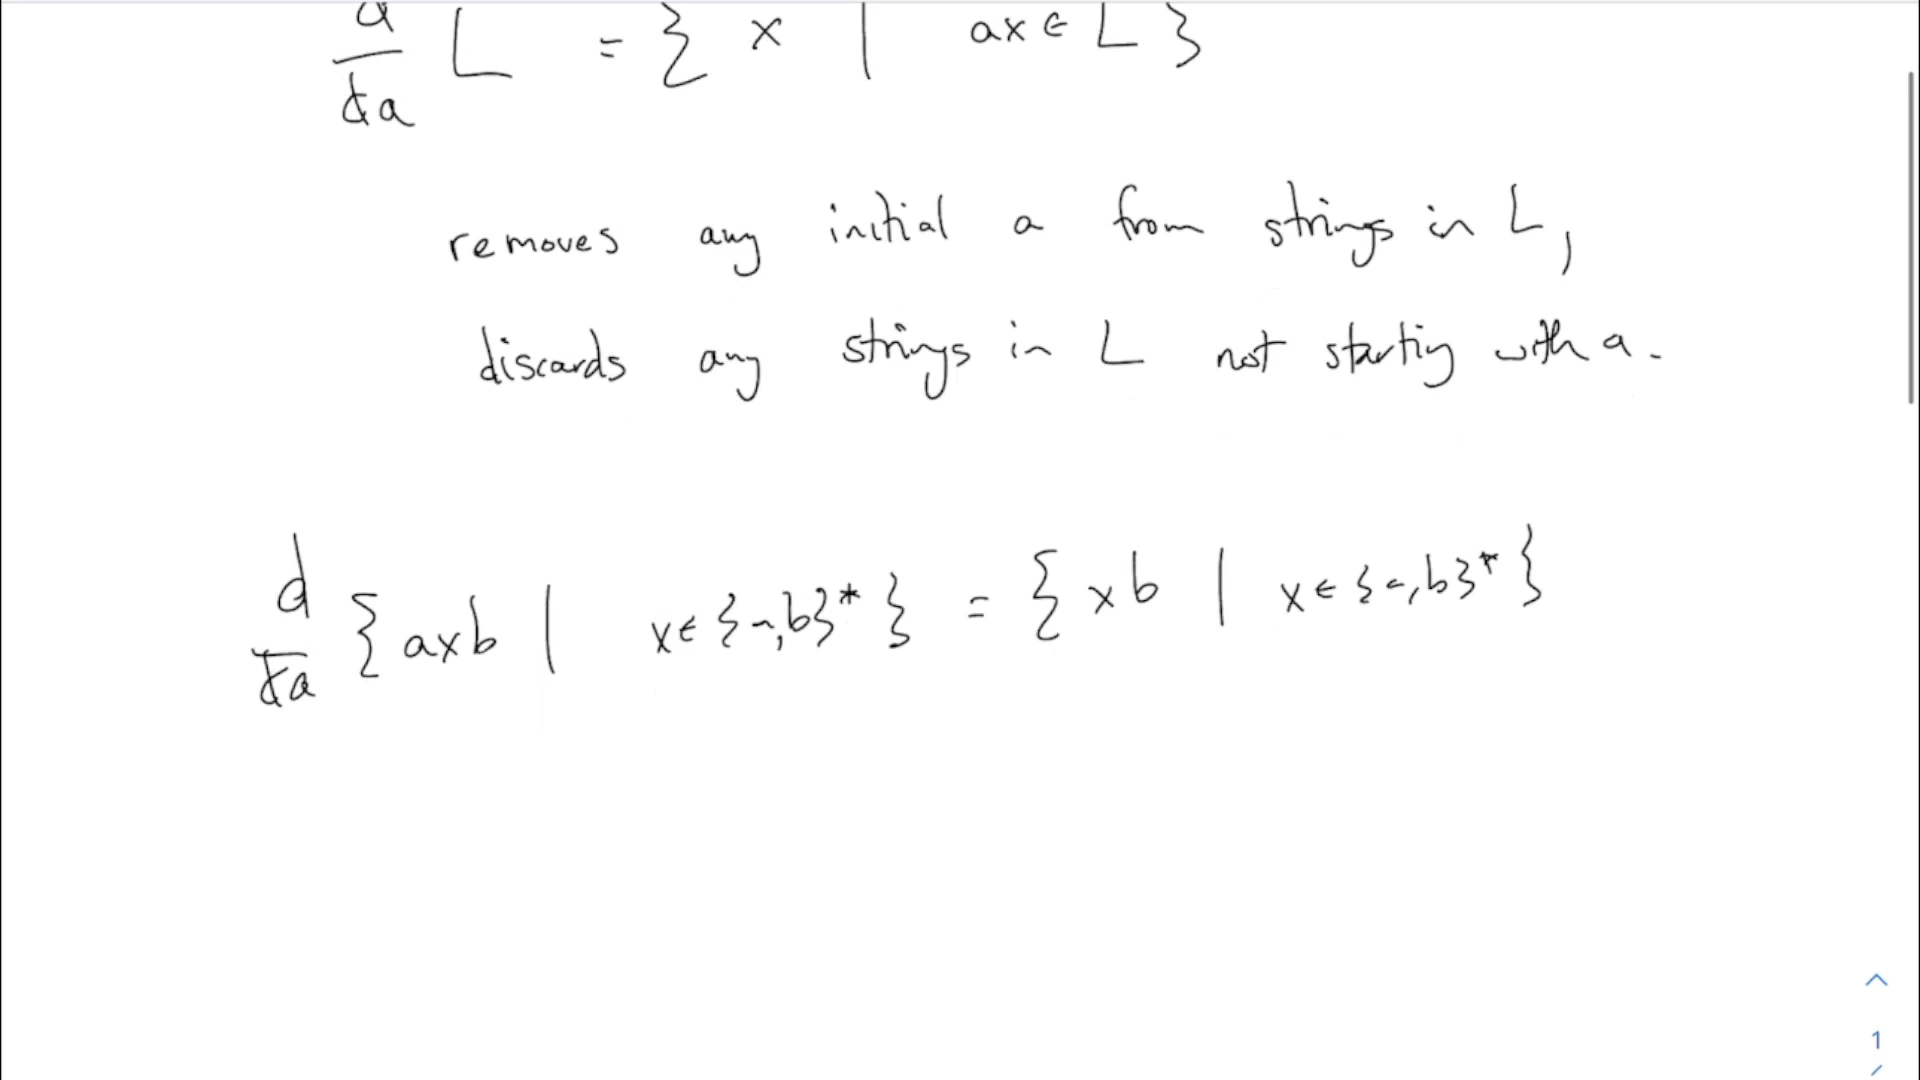 d/da L = { x | ax ∈ L }
removes any initial a from strings in L,
discards any strings in L not starting with a.
d/da { axb | x ∈ {a,b}* } = { xb | x ∈ {a,b}* }
1